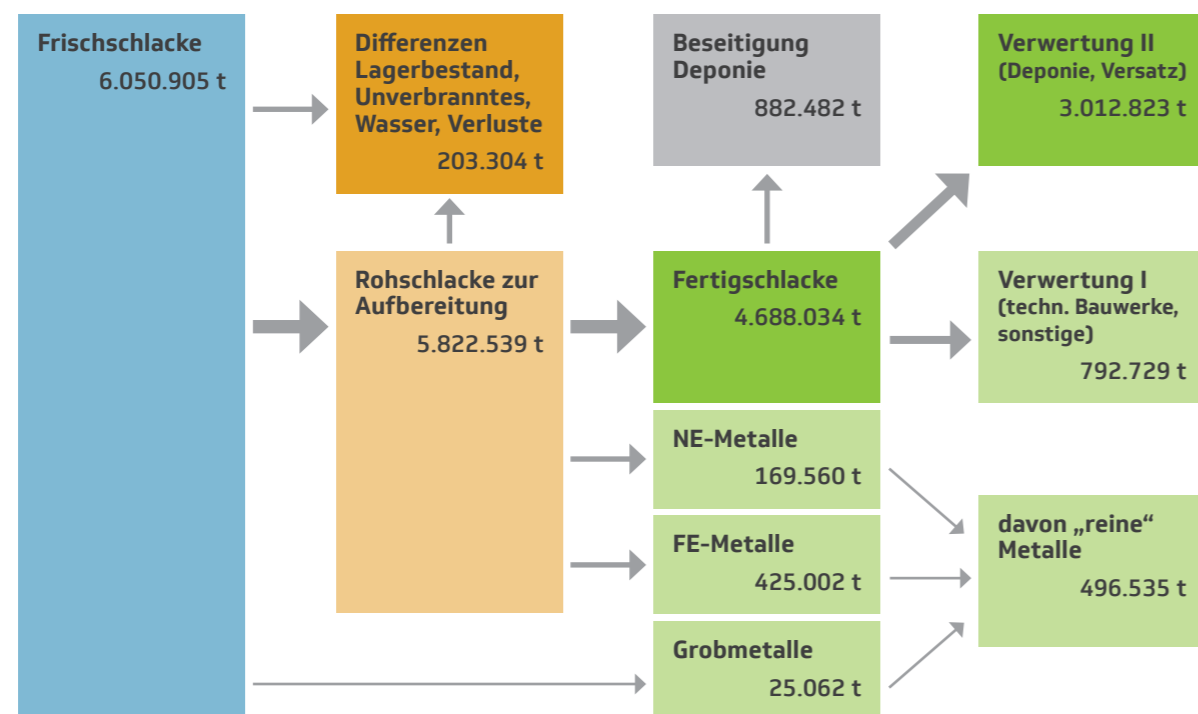 Frischschlacke
6.050.905 t
Differenzen
Lagerbestand,
Unverbranntes,
Wasser, Verluste
203.304 t
Beseitigung
Deponie
882.482 t
Verwertung II
(Deponie, Versatz)
3.012.823 t
Rohschlacke zur
Aufbereitung
5.822.539 t
Fertigschlacke
4.688.034 t
Verwertung I
(techn. Bauwerke,
sonstige)
792.729 t
NE-Metalle
169.560 t
FE-Metalle
425.002 t
davon „reine“
Metalle
496.535 t
Grobmetalle
25.062 t